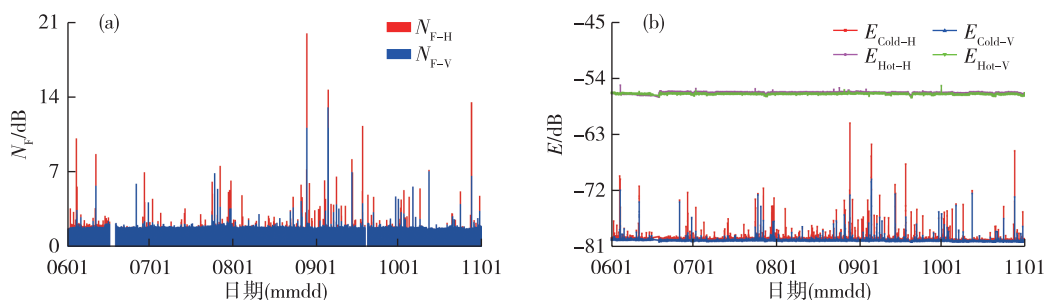 (a)
N_F-H
N_F-V
21
14
7
0
N_F/dB
0601 0701 0801 0901 1001 1101
日期(mmdd)
(b)
E_Cold-H E_Cold-V
E_Hot-H E_Hot-V
-45
-54
-63
-72
-81
E/dB
0601 0701 0801 0901 1001 1101
日期(mmdd)